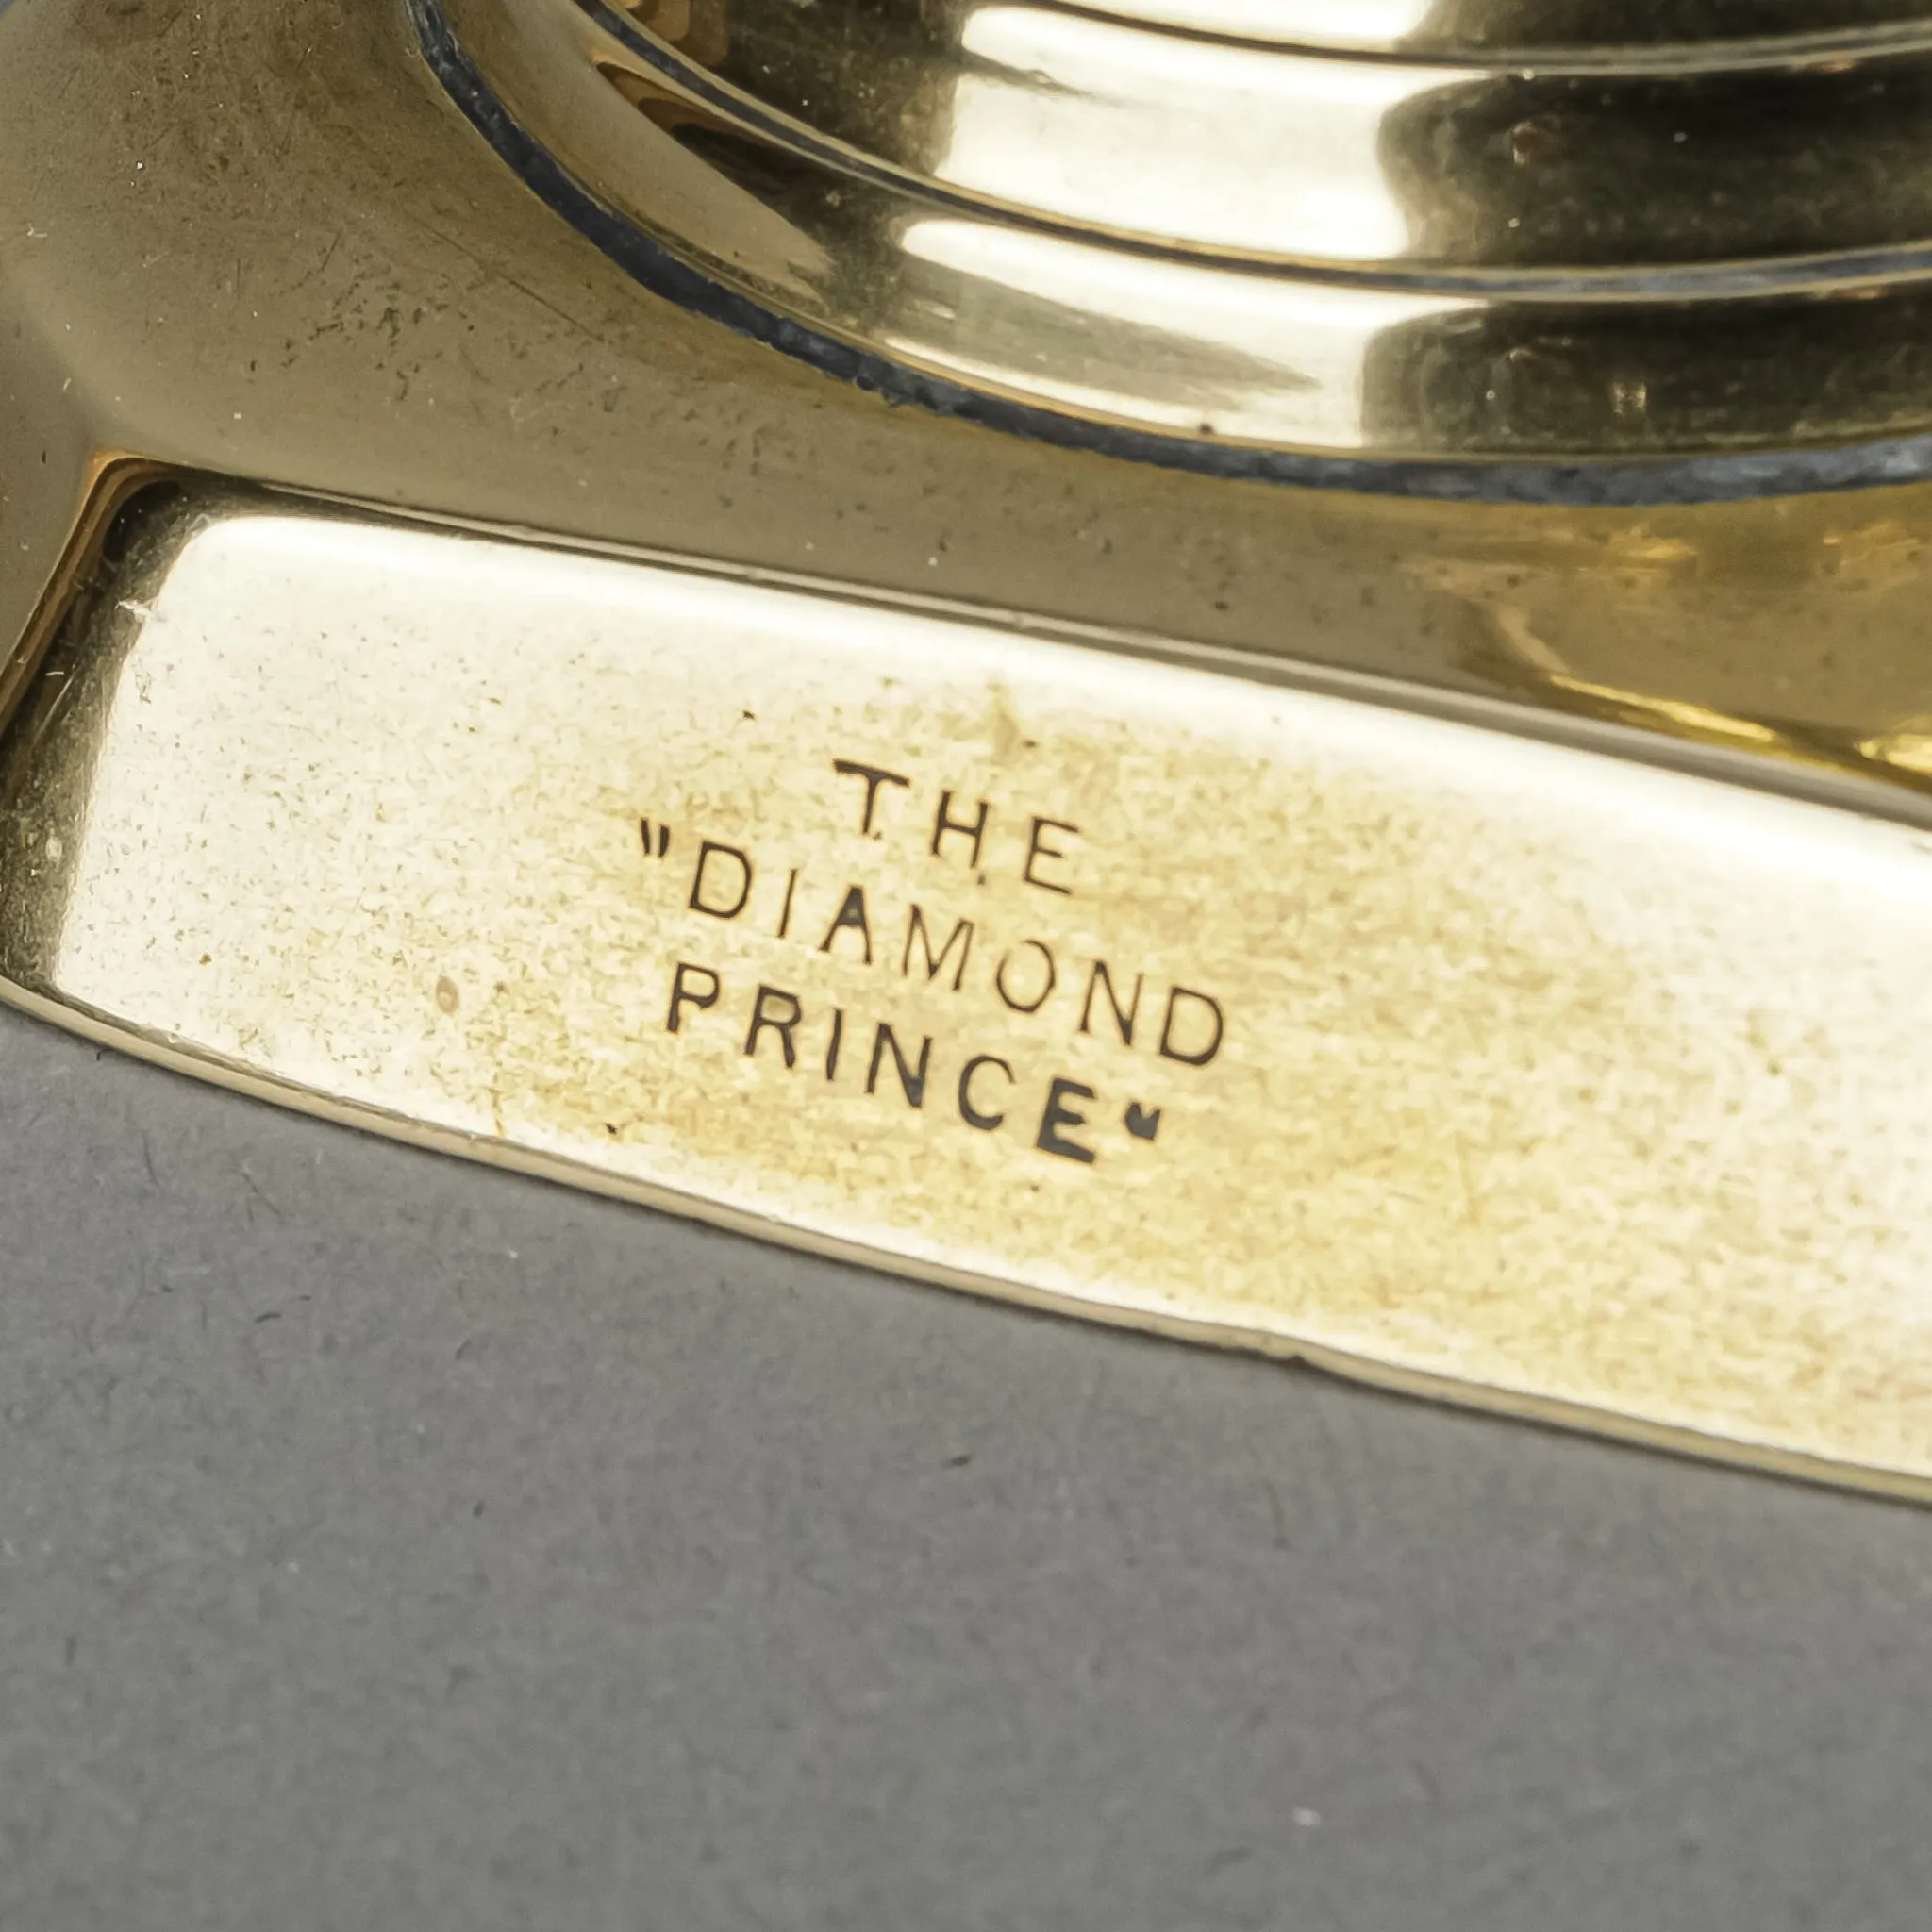 THE
"DIAMOND
PRINCE"